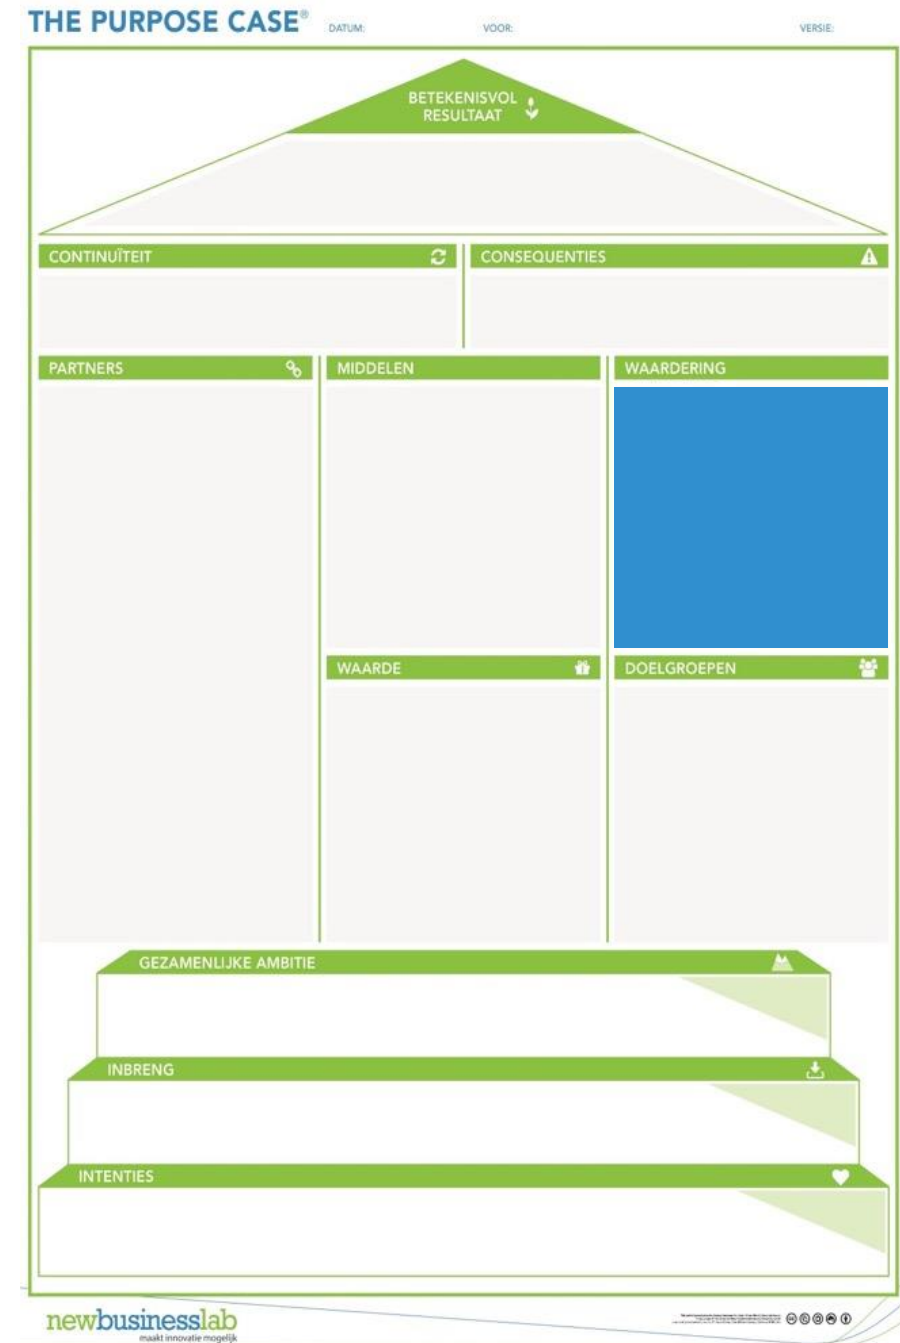 THE PURPOSE CASE®
DATUM:
VOOR:
VERSIE:
BETEKENISVOL
RESULTAAT
CONTINUÏTEIT
CONSEQUENTIES
PARTNERS
MIDDELEN
WAARDERING
WAARDE
DOELGROEPEN
GEZAMENLIJKE AMBITIE
INBRENG
INTENTIES
newbusinesslab
maakt innovatie mogelijk